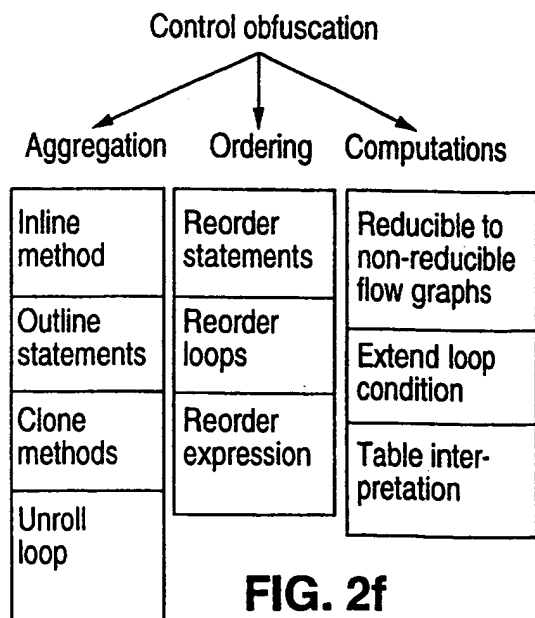 Control obfuscation
Aggregation Ordering Computations
Inline
method
Outline
statements
Clone
methods
Unroll
loop
Reorder
statements
Reorder
loops
Reorder
expression
Reducible to
non-reducible
flow graphs
Extend loop
condition
Table inter-
pretation
FIG. 2f